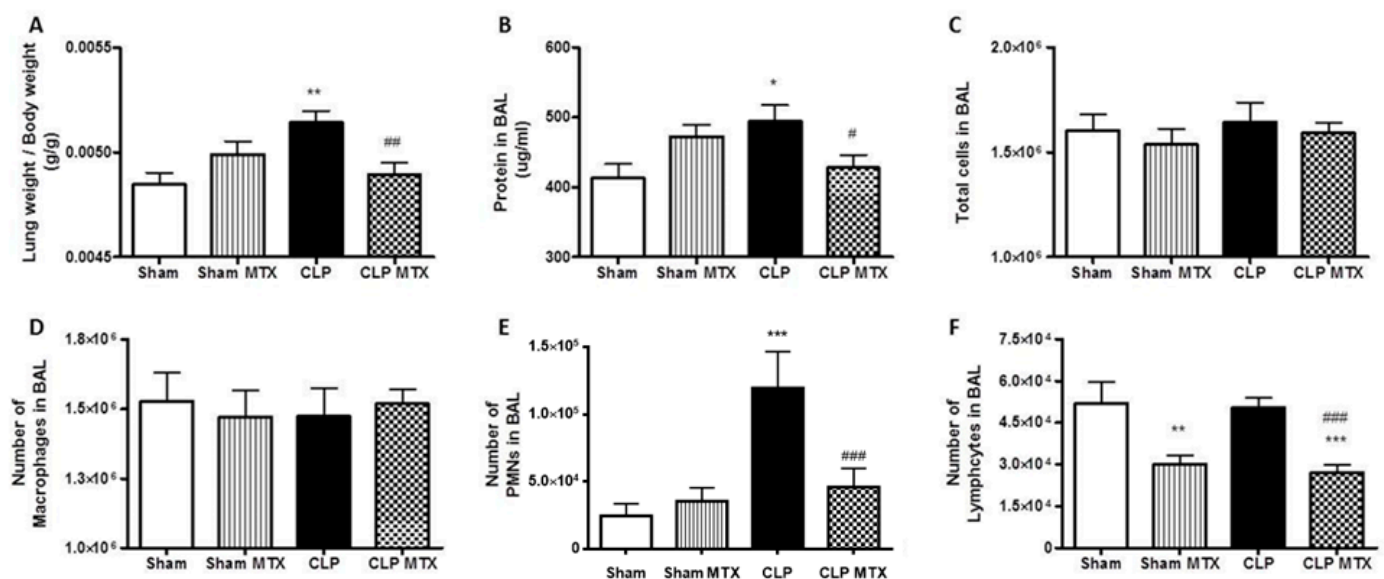 A
Lung weight / Body weight
(g/g)
0.0055
0.0050
0.0045
**
##
Sham Sham MTX CLP CLP MTX
B
Protein in BAL
(ug/ml)
600
500
400
300
*
#
Sham Sham MTX CLP CLP MTX
C
Total cells in BAL
2.0×10⁶
1.5×10⁶
1.0×10⁶
Sham Sham MTX CLP CLP MTX
D
Number of
Macrophages in BAL
1.8×10⁶
1.5×10⁶
1.3×10⁶
1.0×10⁶
Sham Sham MTX CLP CLP MTX
E
Number of
PMNs in BAL
1.5×10⁵
1.0×10⁵
5.0×10⁴
0
***
###
Sham Sham MTX CLP CLP MTX
F
Number of
Lymphcytes in BAL
7.5×10⁴
6.0×10⁴
4.5×10⁴
3.0×10⁴
1.5×10⁴
0
**
###
***
Sham Sham MTX CLP CLP MTX